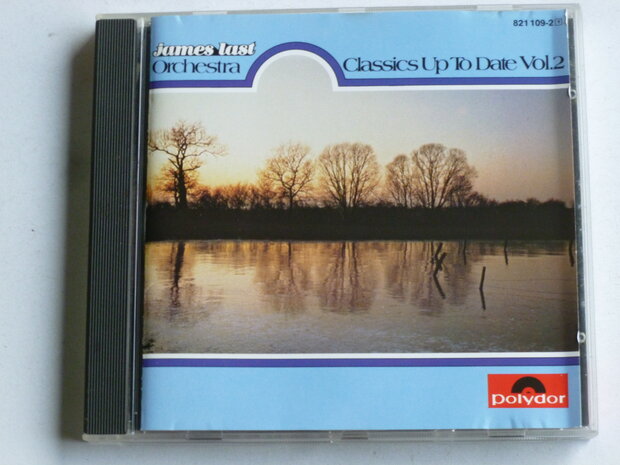 821 109-2
james last
Orchestra
Classics Up To Date Vol.2
polydor